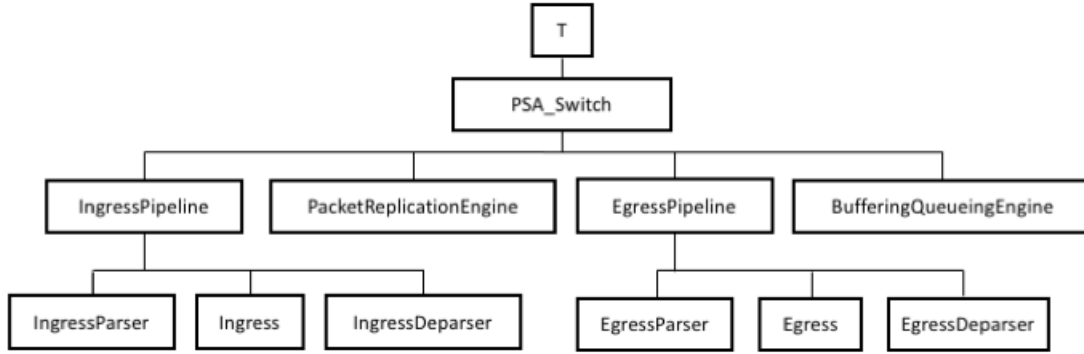 T
PSA_Switch
IngressPipeline
PacketReplicationEngine
EgressPipeline
BufferingQueueingEngine
IngressParser
Ingress
IngressDeparser
EgressParser
Egress
EgressDeparser